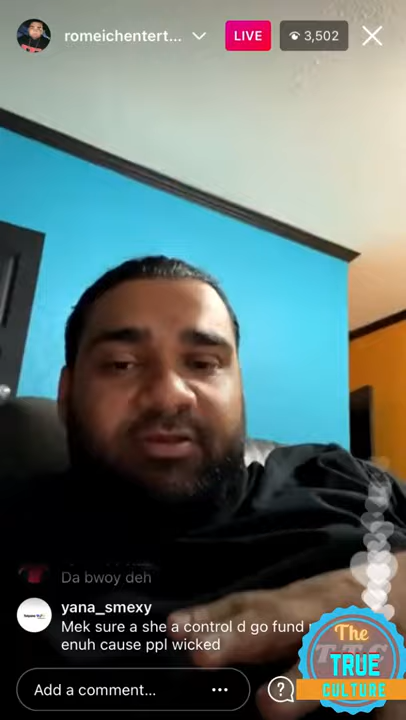 romeichentert...
LIVE
3,502
Da bwoy deh
yana_smexy
Mek sure a she a control d go fund
enuh cause ppl wicked
Add a comment...
The
T.T.C
TRUE
CULTURE